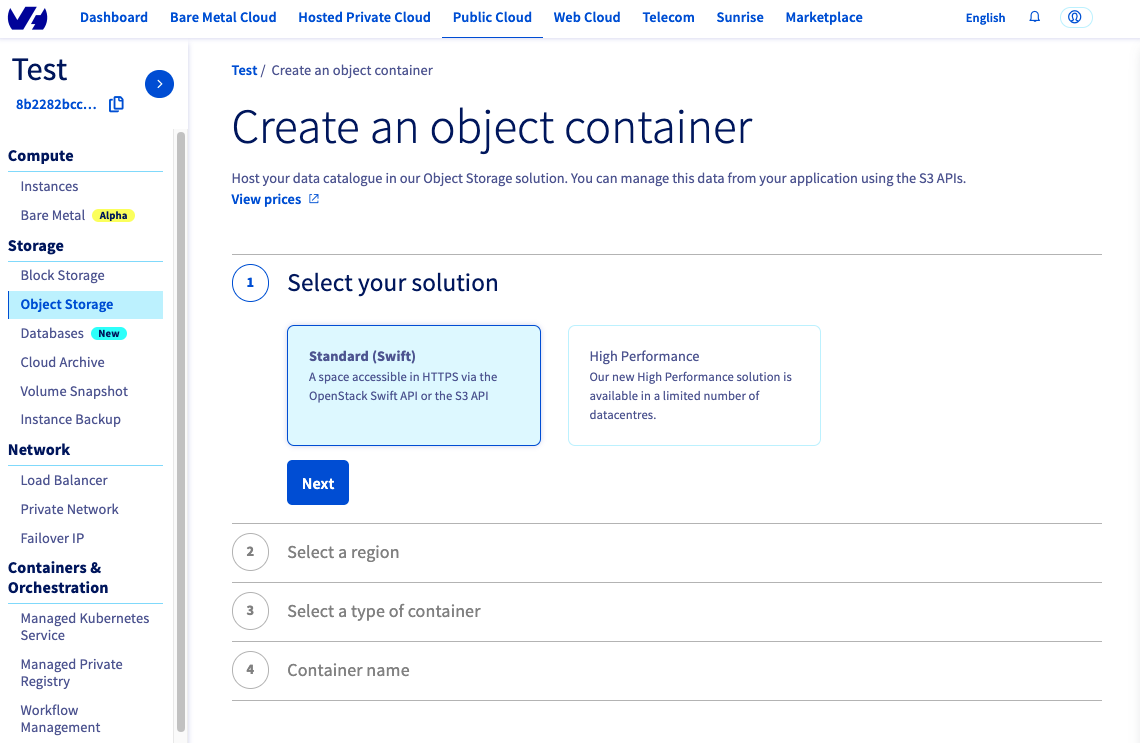 Dashboard Bare Metal Cloud Hosted Private Cloud Public Cloud Web Cloud Telecom Sunrise Marketplace English
Test
8b2282bcc...
Compute
Instances
Bare Metal Alpha
Storage
Block Storage
Object Storage
Databases New
Cloud Archive
Volume Snapshot
Instance Backup
Network
Load Balancer
Private Network
Failover IP
Containers &
Orchestration
Managed Kubernetes
Service
Managed Private
Registry
Workflow
Management
Test / Create an object container
Create an object container
Host your data catalogue in our Object Storage solution. You can manage this data from your application using the S3 APIs.
View prices
1 Select your solution
Standard (Swift)
A space accessible in HTTPS via the
OpenStack Swift API or the S3 API
High Performance
Our new High Performance solution is
available in a limited number of
datacentres.
Next
2 Select a region
3 Select a type of container
4 Container name